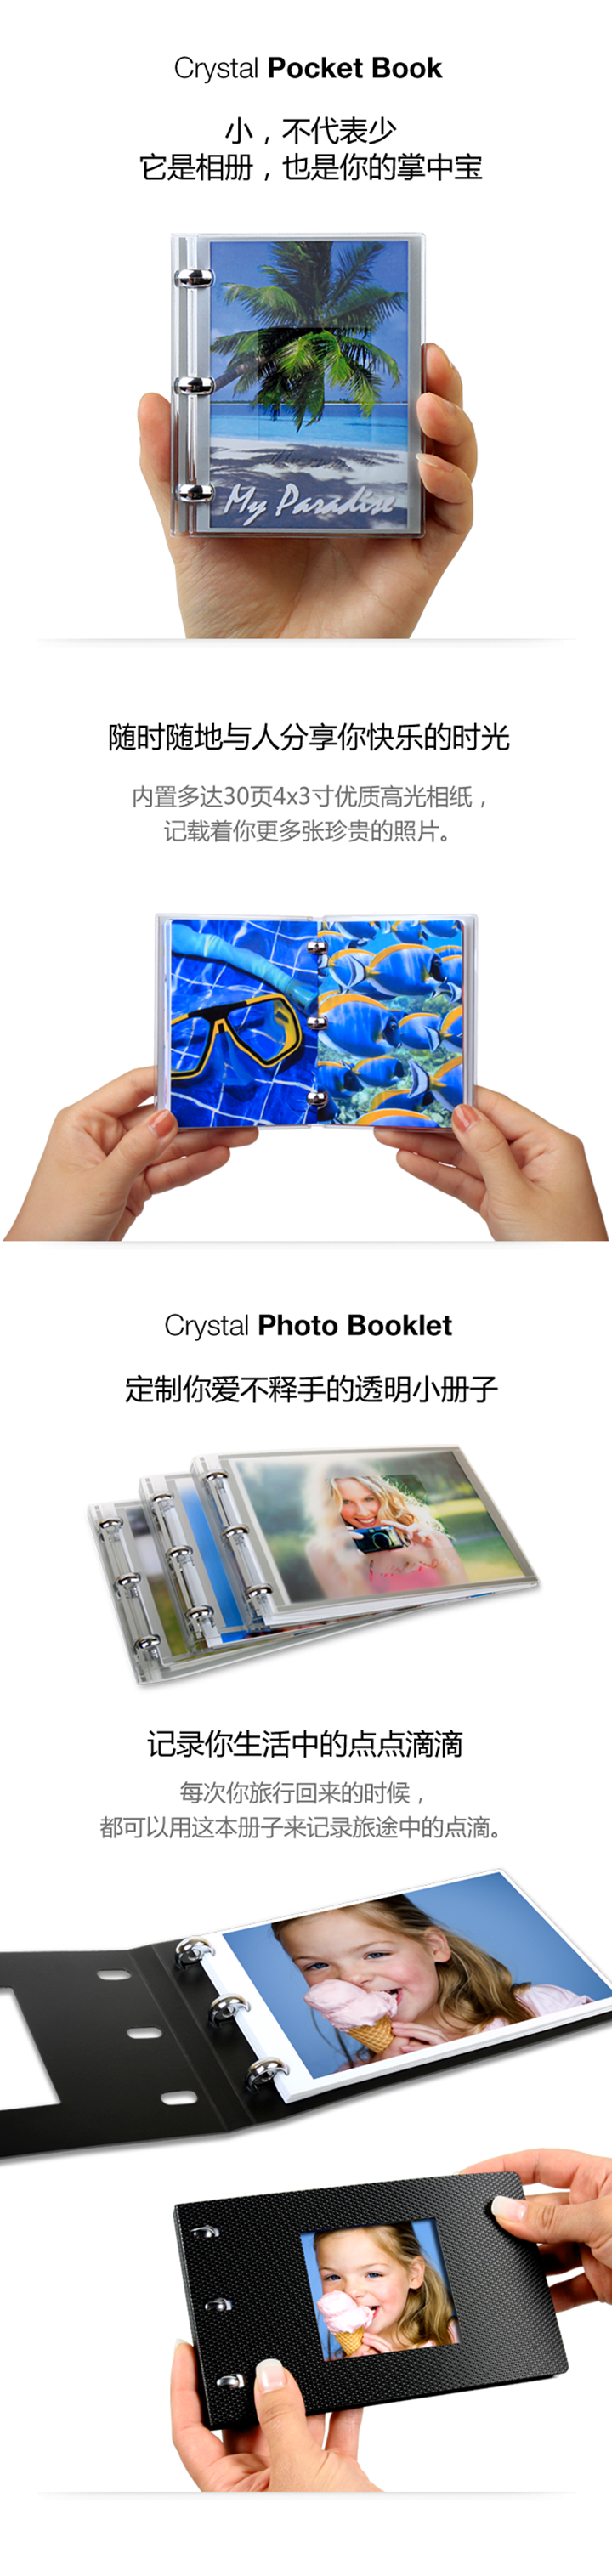 Crystal Pocket Book
小，不代表少
它是相册，也是你的掌中宝
My Paradise
随时随地与人分享你快乐的时光
内置多达30页4x3寸优质高光相纸，
记载着你更多张珍贵的照片。
Crystal Photo Booklet
定制你爱不释手的透明小册子
记录你生活中的点点滴滴
每次你旅行回来的时候，
都可以用这本册子来记录旅途中的点滴。